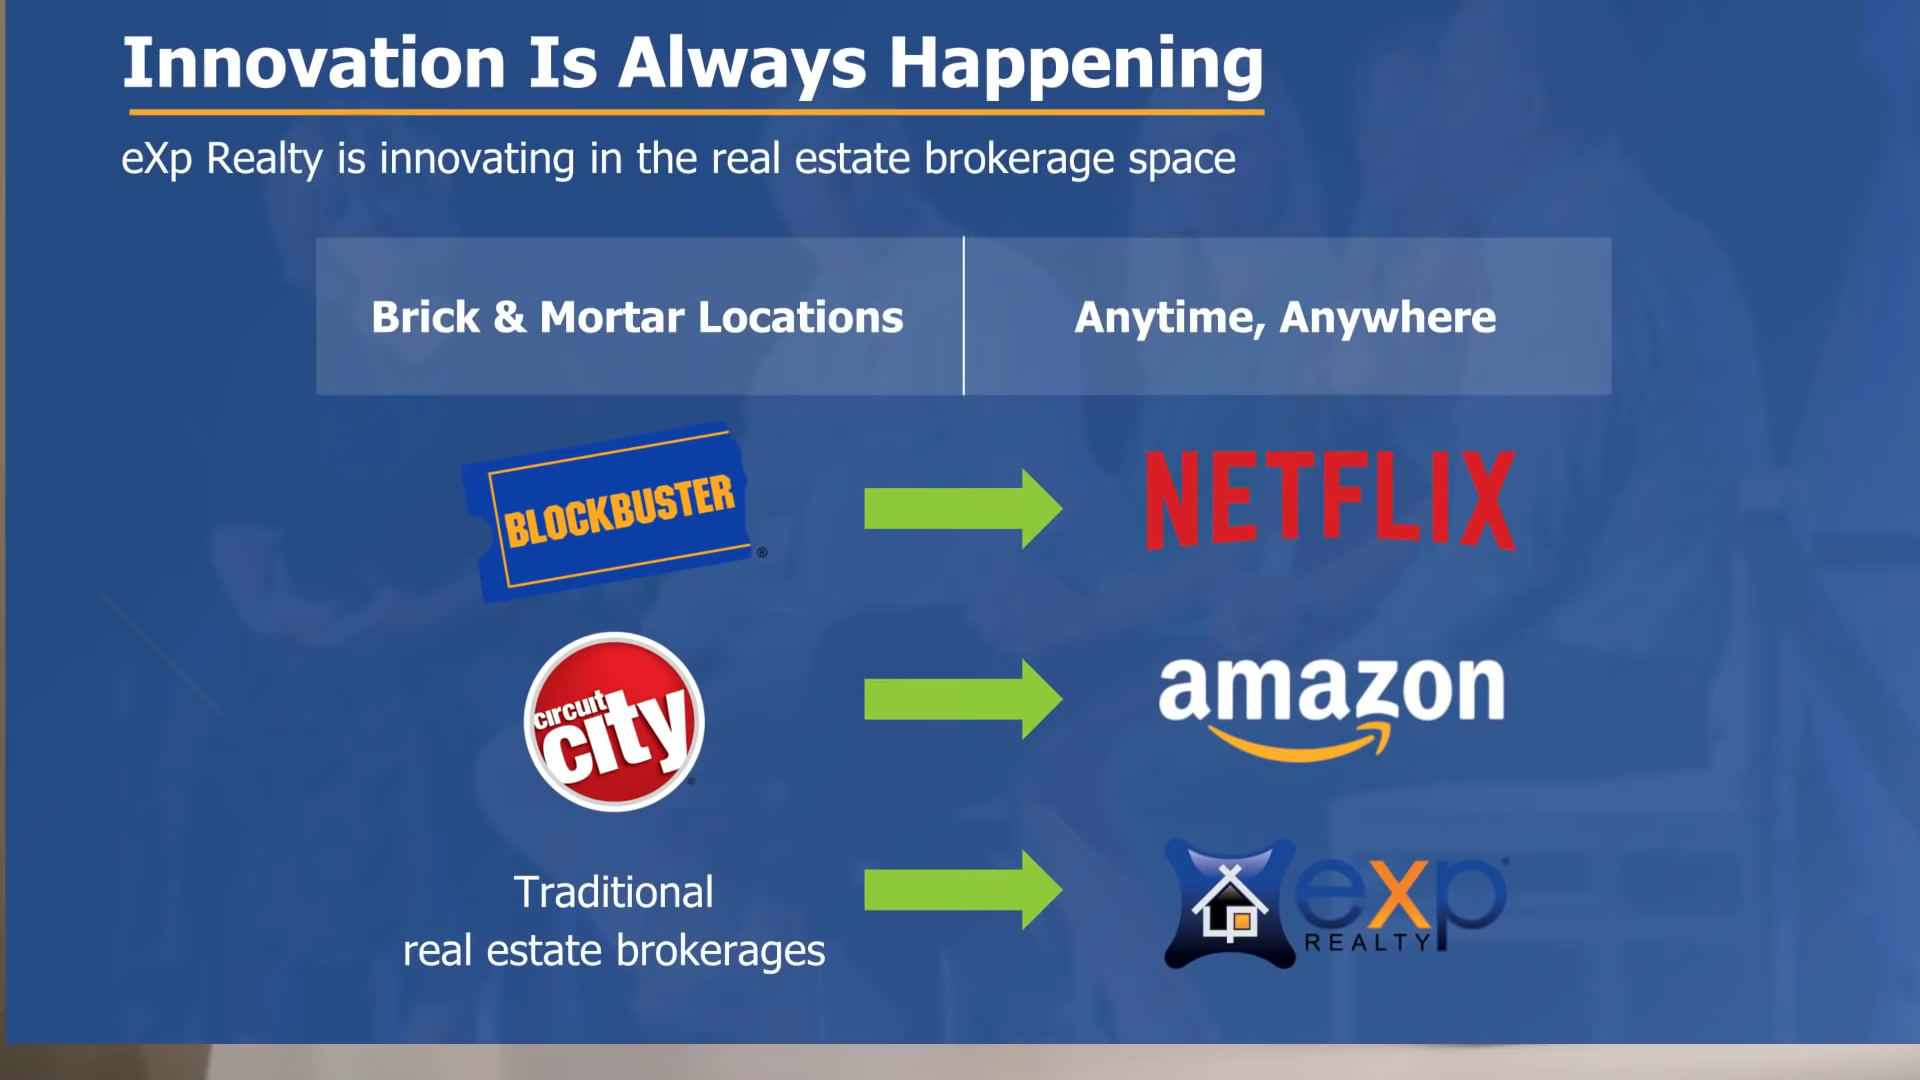 Innovation Is Always Happening
eXp Realty is innovating in the real estate brokerage space
Brick & Mortar Locations
Anytime, Anywhere
BLOCKBUSTER ®
NETFLIX
circuit
city
amazon
Traditional
real estate brokerages
exp
REALTY